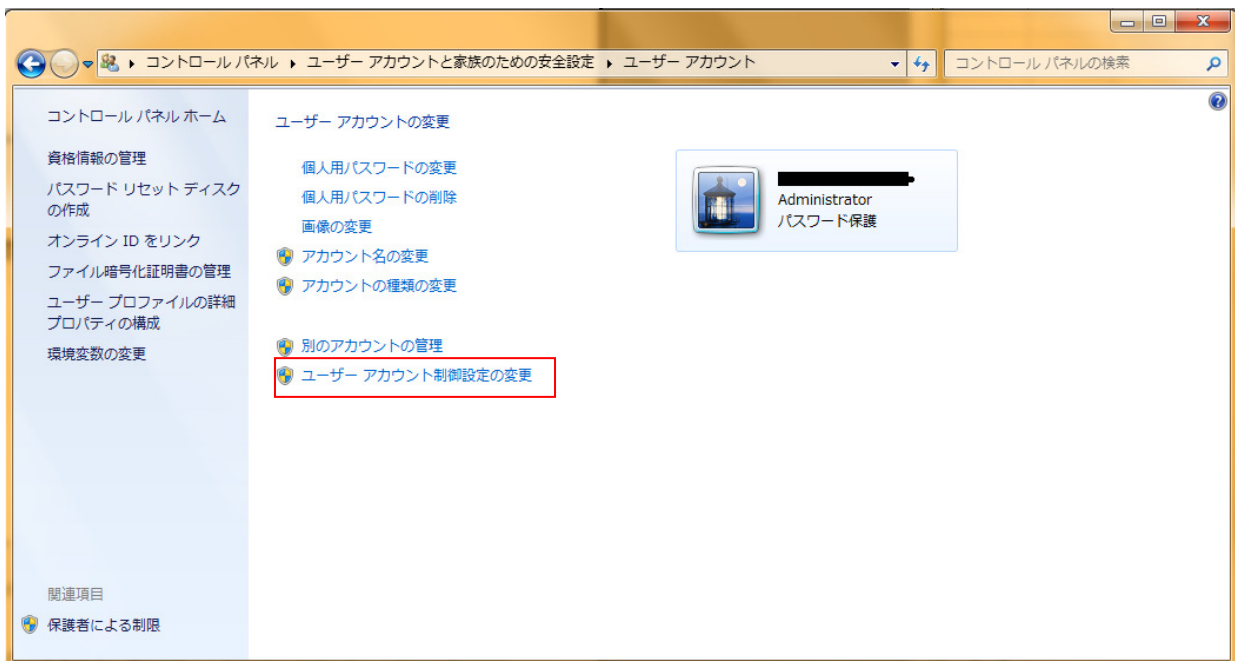 コントロール パネル ▸ ユーザー アカウントと家族のための安全設定 ▸ ユーザー アカウント
コントロール パネルの検索
コントロール パネル ホーム
資格情報の管理
パスワード リセット ディスク
の作成
オンライン ID をリンク
ファイル暗号化証明書の管理
ユーザー プロファイルの詳細
プロパティの構成
環境変数の変更
関連項目
保護者による制限
ユーザー アカウントの変更
個人用パスワードの変更
個人用パスワードの削除
画像の変更
アカウント名の変更
アカウントの種類の変更
別のアカウントの管理
ユーザー アカウント制御設定の変更
Administrator
パスワード保護